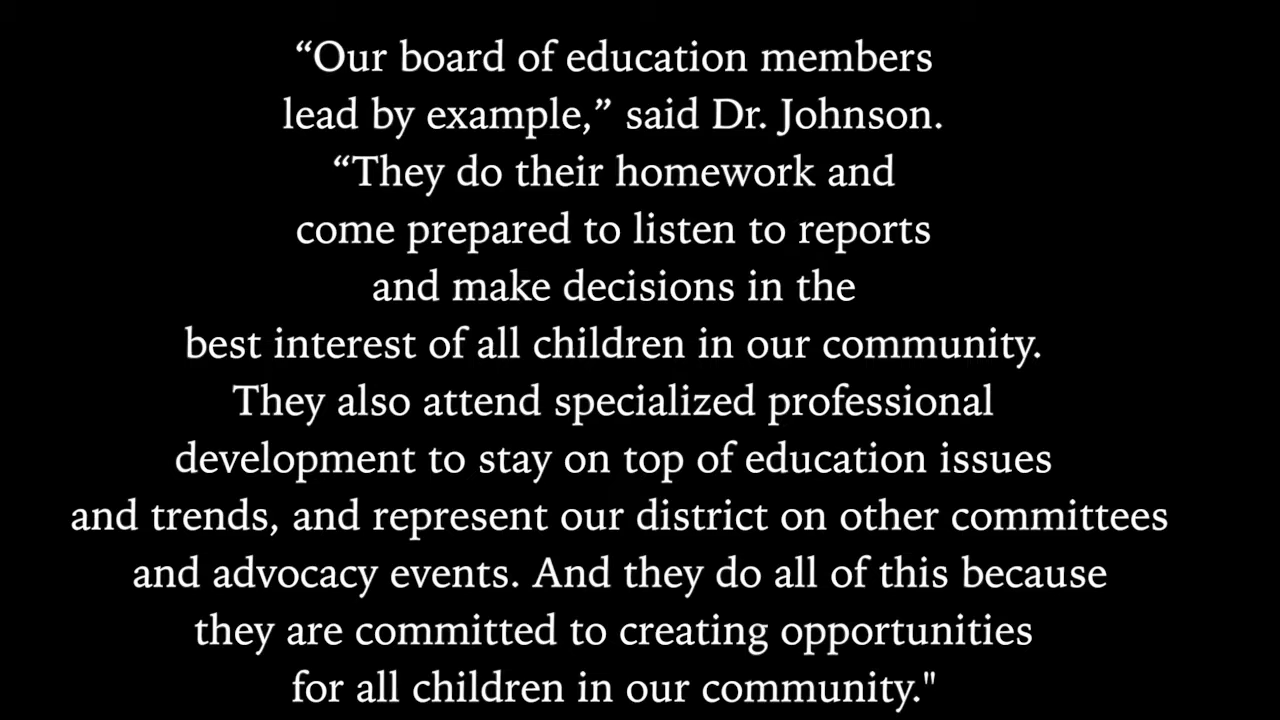 “Our board of education members
lead by example,” said Dr. Johnson.
“They do their homework and
come prepared to listen to reports
and make decisions in the
best interest of all children in our community.
They also attend specialized professional
development to stay on top of education issues
and trends, and represent our district on other committees
and advocacy events. And they do all of this because
they are committed to creating opportunities
for all children in our community."